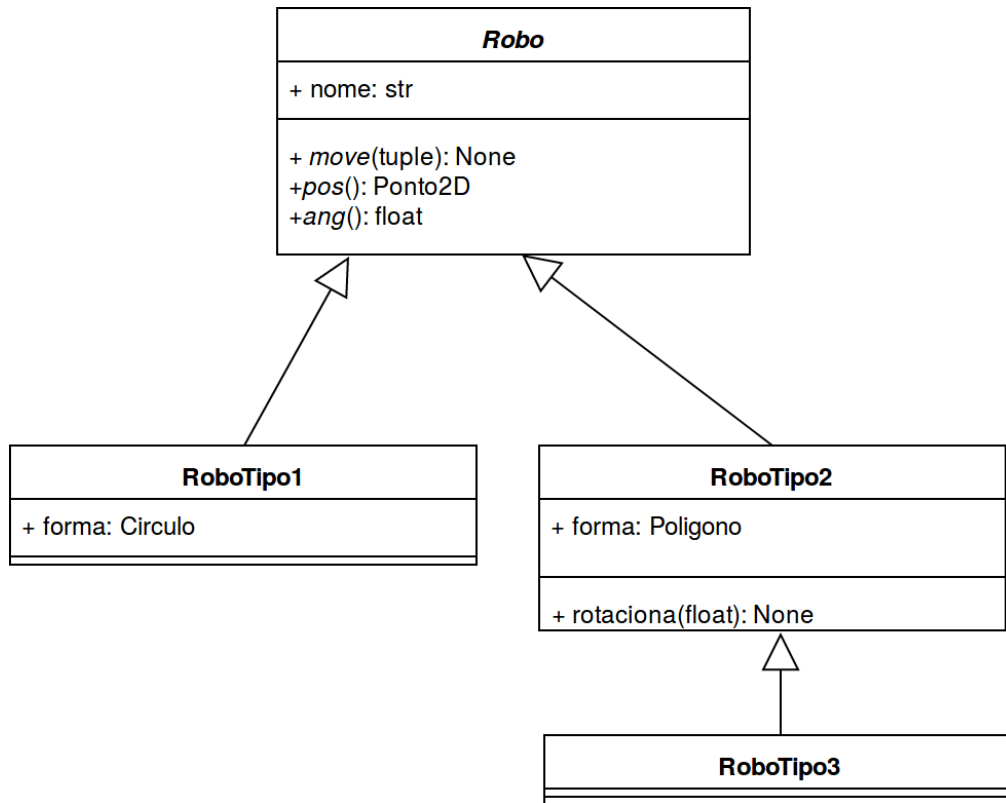 Robo
+ nome: str
+ move(tuple): None
+pos(): Ponto2D
+ang(): float
RoboTipo1
+ forma: Circulo
RoboTipo2
+ forma: Poligono
+ rotaciona(float): None
RoboTipo3